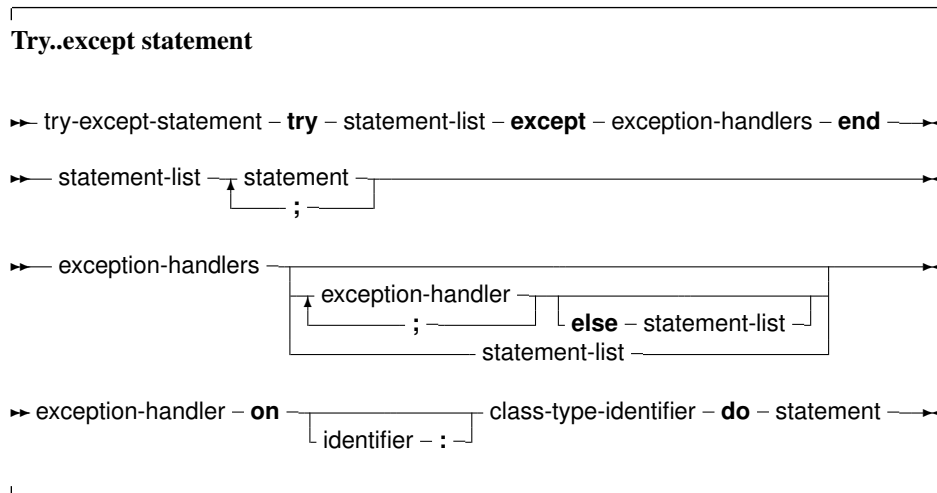 Try..except statement
try-except-statement – try – statement-list – except – exception-handlers – end
statement-list statement
;
exception-handlers
exception-handler
; else – statement-list
statement-list
exception-handler – on class-type-identifier – do – statement
identifier – :